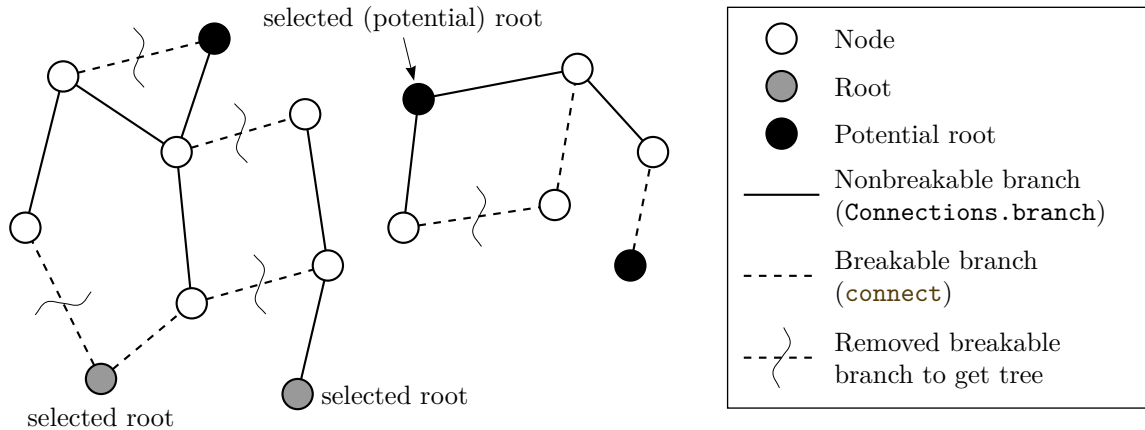 selected (potential) root
selected root
selected root
Node
Root
Potential root
Nonbreakable branch
(Connections.branch)
Breakable branch
(connect)
Removed breakable
branch to get tree